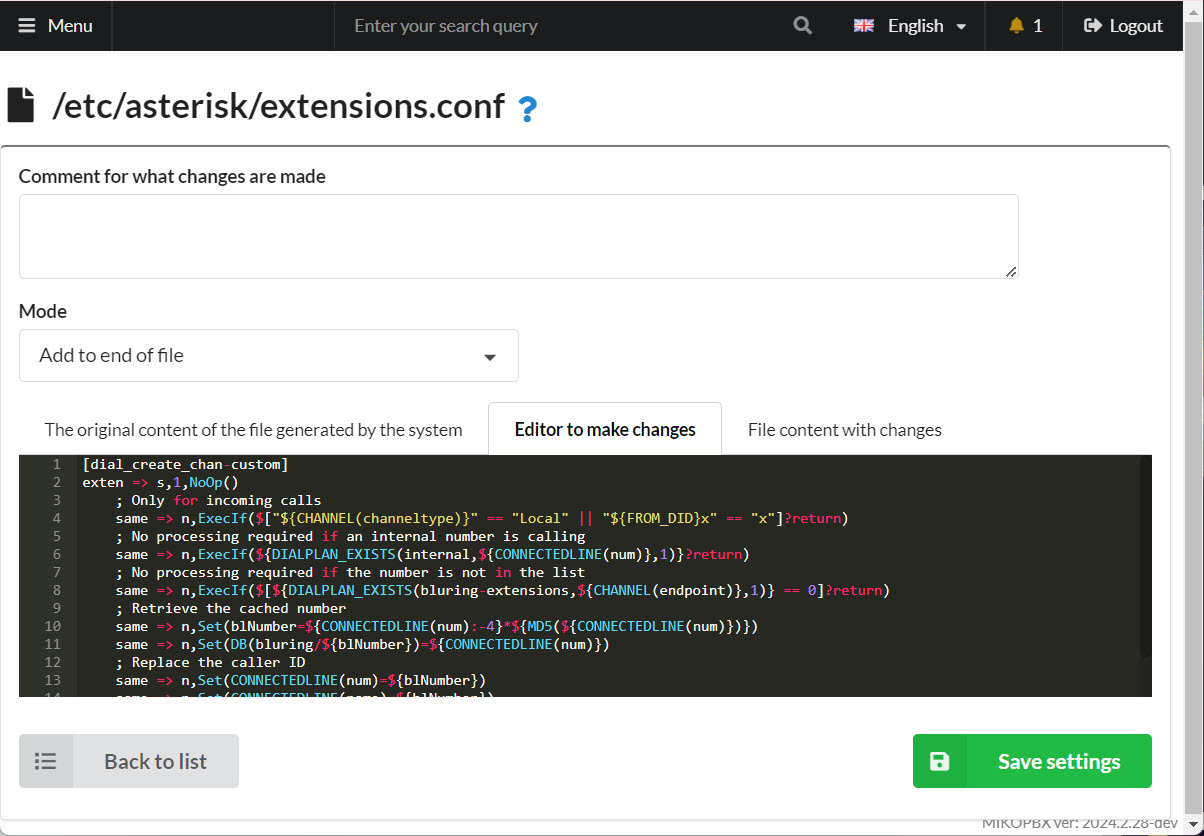 Menu
Enter your search query
English
1
Logout
/etc/asterisk/extensions.conf ?
Comment for what changes are made
Mode
Add to end of file
The original content of the file generated by the system
Editor to make changes
File content with changes
1 [dial_create_chan-custom]
2 exten => s,1,NoOp()
3 ; Only for incoming calls
4 same => n,ExecIf($["${CHANNEL(channeltype)}" == "Local" || "${FROM_DID}x" == "x"]?return)
5 ; No processing required if an internal number is calling
6 same => n,ExecIf(${DIALPLAN_EXISTS(internal,${CONNECTEDLINE(num)},1)}?return)
7 ; No processing required if the number is not in the list
8 same => n,ExecIf($[${DIALPLAN_EXISTS(bluring-extensions,${CHANNEL(endpoint)},1)} == 0]?return)
9 ; Retrieve the cached number
10 same => n,Set(blNumber=${CONNECTEDLINE(num):-4}*${MD5(${CONNECTEDLINE(num)})})
11 same => n,Set(DB(bluring/${blNumber})=${CONNECTEDLINE(num)})
12 ; Replace the caller ID
13 same => n,Set(CONNECTEDLINE(num)=${blNumber})
14 same => n,Set(CONNECTEDLINE(name)=${blNumber})
Back to list
Save settings
MIKOPBX ver: 2024.2.28-dev